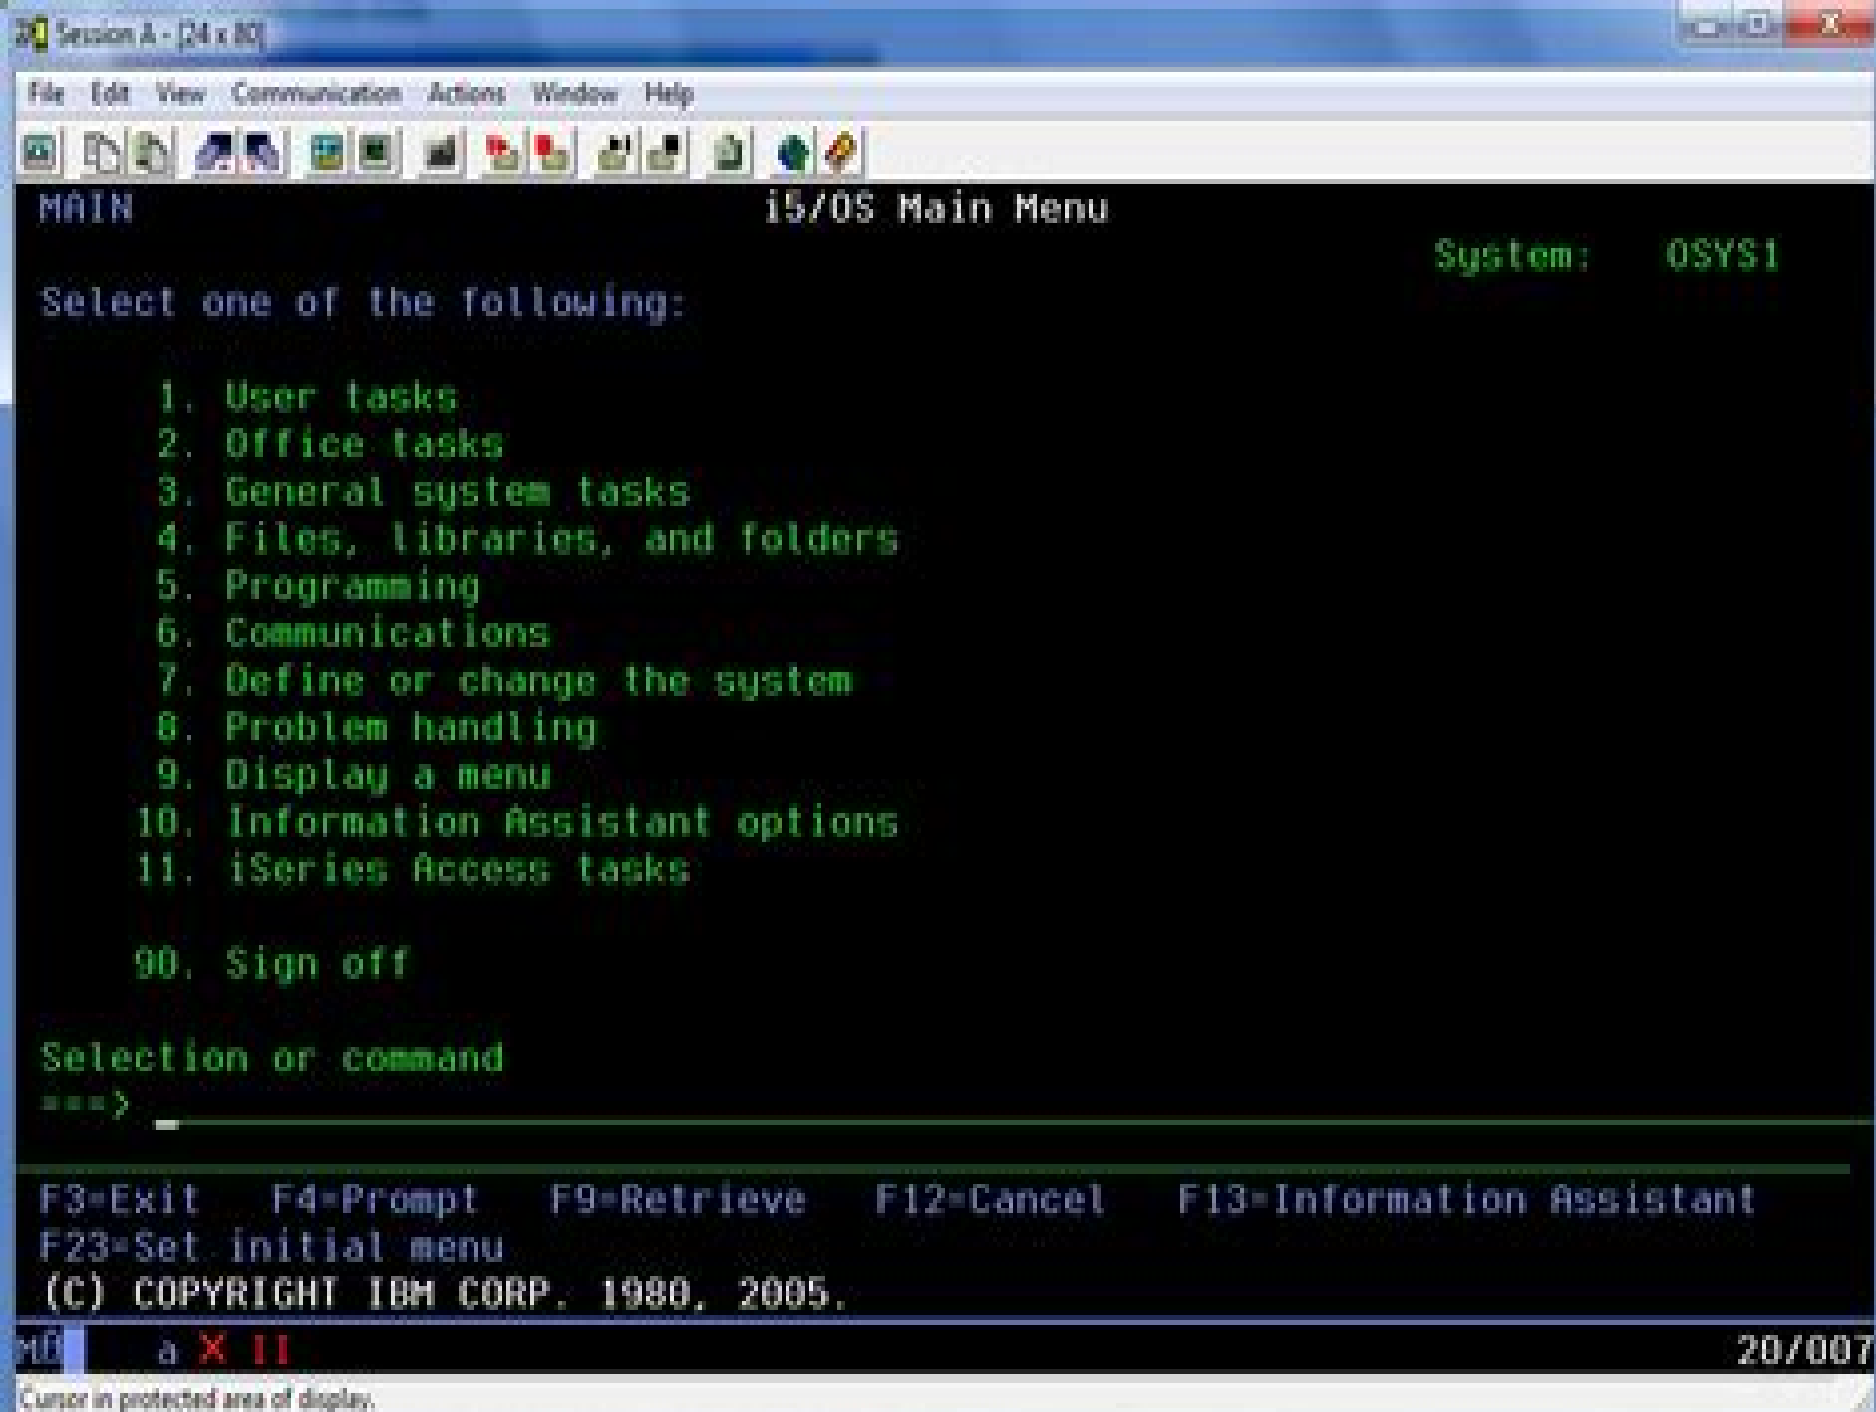 Session A - [24 x 80]
File Edit View Communication Actions Window Help
MAIN i5/OS Main Menu
System: OSYS1
Select one of the following:
1. User tasks
2. Office tasks
3. General system tasks
4. Files, libraries, and folders
5. Programming
6. Communications
7. Define or change the system
8. Problem handling
9. Display a menu
10. Information Assistant options
11. iSeries Access tasks
90. Sign off
Selection or command
===>
F3=Exit F4=Prompt F9=Retrieve F12=Cancel F13=Information Assistant
F23=Set initial menu
(C) COPYRIGHT IBM CORP. 1980, 2005.
a X II 20/007
Cursor in protected area of display.